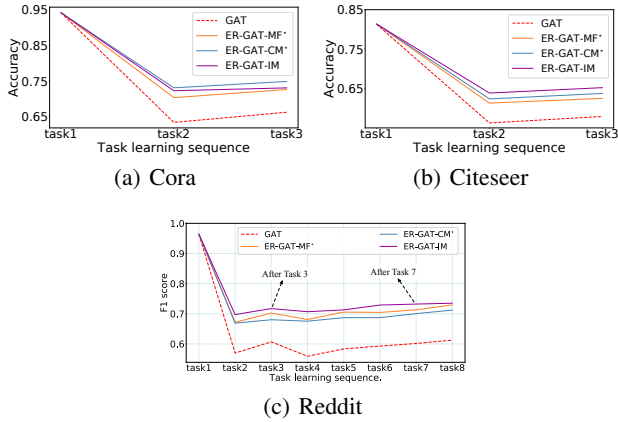 0.95
0.85
0.75
0.65
Accuracy
GAT
ER-GAT-MF*
ER-GAT-CM*
ER-GAT-IM
task1 task2 task3
Task learning sequence
(a) Cora
0.85
0.75
0.65
Accuracy
GAT
ER-GAT-MF*
ER-GAT-CM*
ER-GAT-IM
task1 task2 task3
Task learning sequence
(b) Citeseer
1.0
0.9
0.8
0.7
0.6
F1 score
GAT
ER-GAT-MF*
ER-GAT-CM*
ER-GAT-IM
After Task 3
After Task 7
task1 task2 task3 task4 task5 task6 task7 task8
Task learning sequence.
(c) Reddit